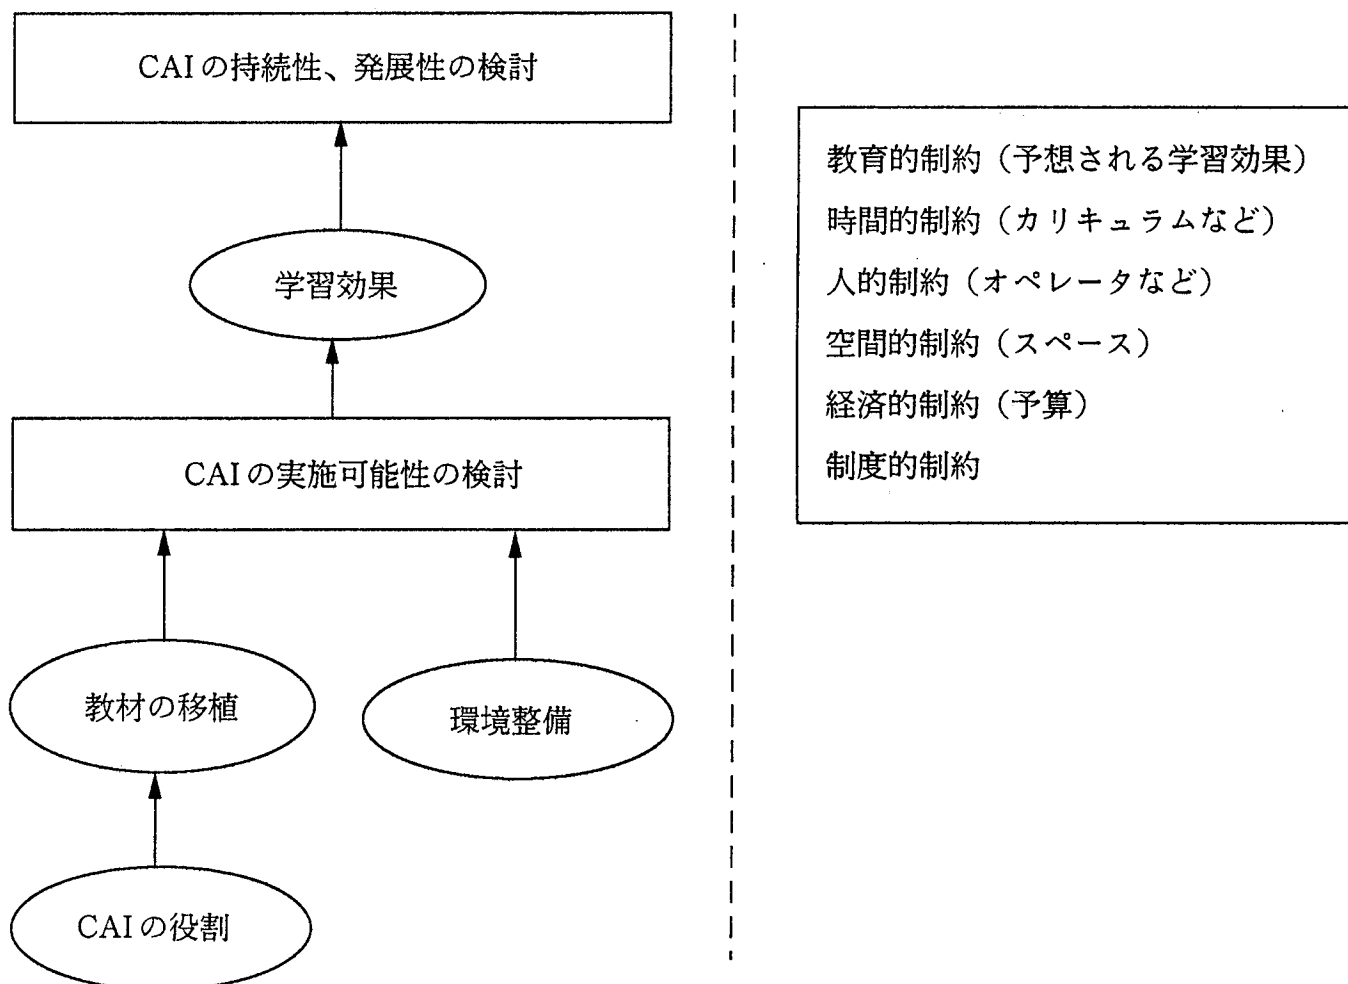 CAIの持続性、発展性の検討
学習効果
CAIの実施可能性の検討
教材の移植
環境整備
CAIの役割
教育的制約（予想される学習効果）
時間的制約（カリキュラムなど）
人的制約（オペレータなど）
空間的制約（スペース）
経済的制約（予算）
制度的制約